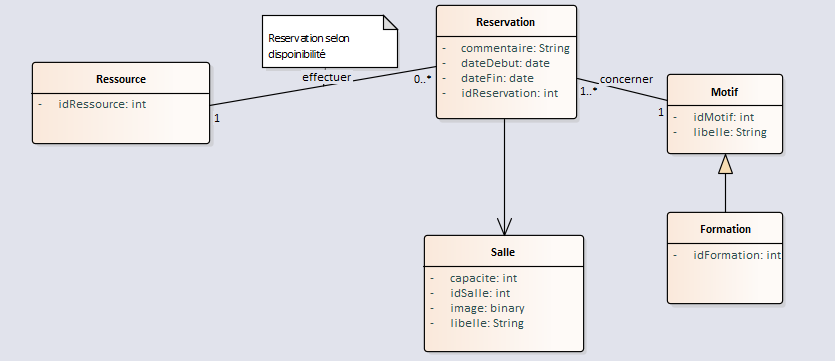 Reservation
- commentaire: String
- dateDebut: date
- dateFin: date
- idReservation: int
Reservation selon
dispoinibilité
Ressource
- idRessource: int
effectuer
1
0..*
concerner
1..*
1
Motif
- idMotif: int
- libelle: String
Formation
- idFormation: int
Salle
- capacite: int
- idSalle: int
- image: binary
- libelle: String